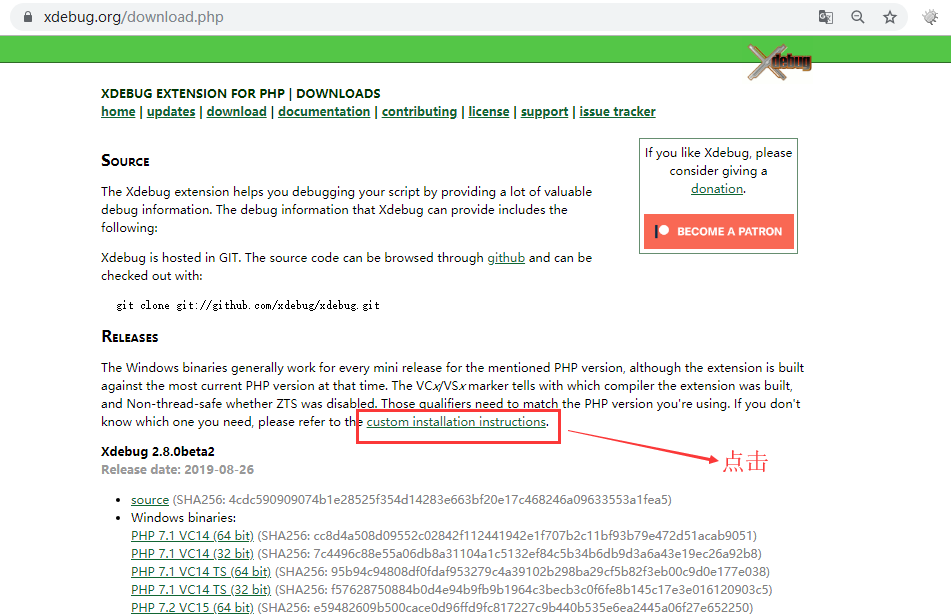 xdebug.org/download.php
Xdebug
XDEBUG EXTENSION FOR PHP | DOWNLOADS
home | updates | download | documentation | contributing | license | support | issue tracker
SOURCE
The Xdebug extension helps you debugging your script by providing a lot of valuable
debug information. The debug information that Xdebug can provide includes the
following:
Xdebug is hosted in GIT. The source code can be browsed through github and can be
checked out with:
git clone git://github.com/xdebug/xdebug.git
If you like Xdebug, please
consider giving a
donation.
BECOME A PATRON
RELEASES
The Windows binaries generally work for every mini release for the mentioned PHP version, although the extension is built
against the most current PHP version at that time. The VCx/VSx marker tells with which compiler the extension was built,
and Non-thread-safe whether ZTS was disabled. Those qualifiers need to match the PHP version you're using. If you don't
know which one you need, please refer to the custom installation instructions.
点击
Xdebug 2.8.0beta2
Release date: 2019-08-26
• source (SHA256: 4cdc590909074b1e28525f354d14283e663bf20e17c468246a09633553a1fea5)
• Windows binaries:
PHP 7.1 VC14 (64 bit) (SHA256: cc8d4a508d09552c02842f112441942e1f707b2c11bf93b79e472d51acab9051)
PHP 7.1 VC14 (32 bit) (SHA256: 7c4496c88e55a06db8a31104a1c5132ef84c5b34b6db9d3a6a43e19ec26a92b8)
PHP 7.1 VC14 TS (64 bit) (SHA256: 95b94c94808df0fdaf953279c4a39102b298ba29cf5b82f3eb00c9d0e177e038)
PHP 7.1 VC14 TS (32 bit) (SHA256: f57628750884b0d4e94b9fb9b1964c3becb3c0f6fe8b145c17e3e016120903c5)
PHP 7.2 VC15 (64 bit) (SHA256: e59482609b500cace0d96ffd9fc817227c9b440b535e6ea2445a06f27e652250)